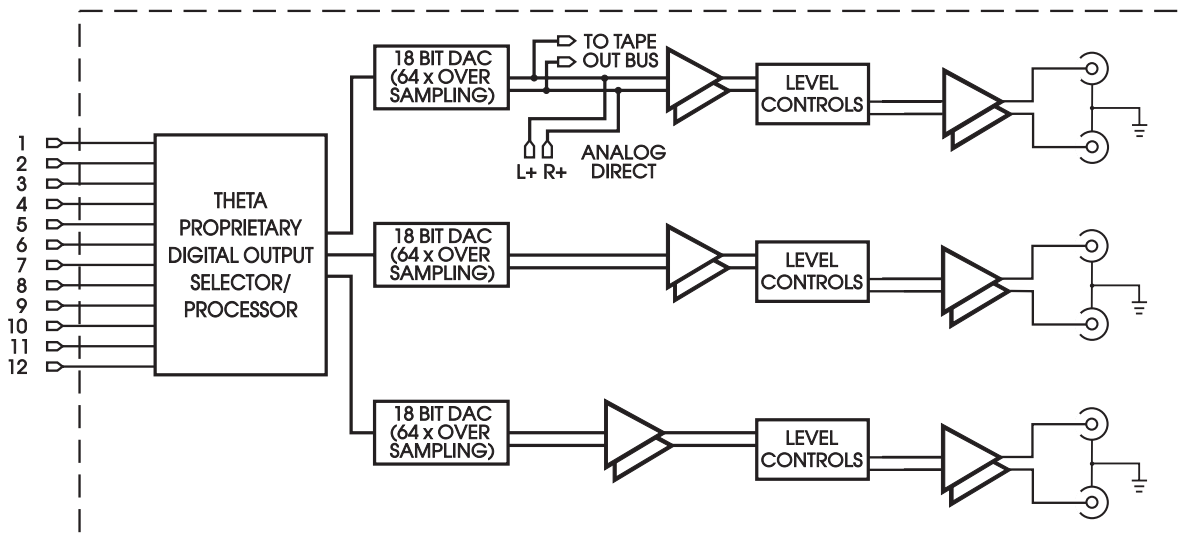 18 BIT DAC
(64 x OVER
SAMPLING)
TO TAPE
OUT BUS
LEVEL
CONTROLS
L+ R+
ANALOG
DIRECT
1
2
3
4
5
6
7
8
9
10
11
12
THETA
PROPRIETARY
DIGITAL OUTPUT
SELECTOR/
PROCESSOR
18 BIT DAC
(64 x OVER
SAMPLING)
LEVEL
CONTROLS
18 BIT DAC
(64 x OVER
SAMPLING)
LEVEL
CONTROLS